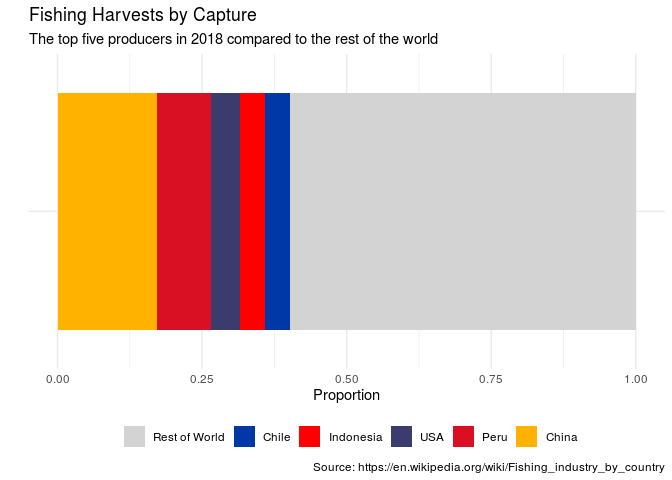 Fishing Harvests by Capture
The top five producers in 2018 compared to the rest of the world
0.00 0.25 0.50 0.75 1.00
Proportion
Rest of World Chile Indonesia USA Peru China
Source: https://en.wikipedia.org/wiki/Fishing_industry_by_country